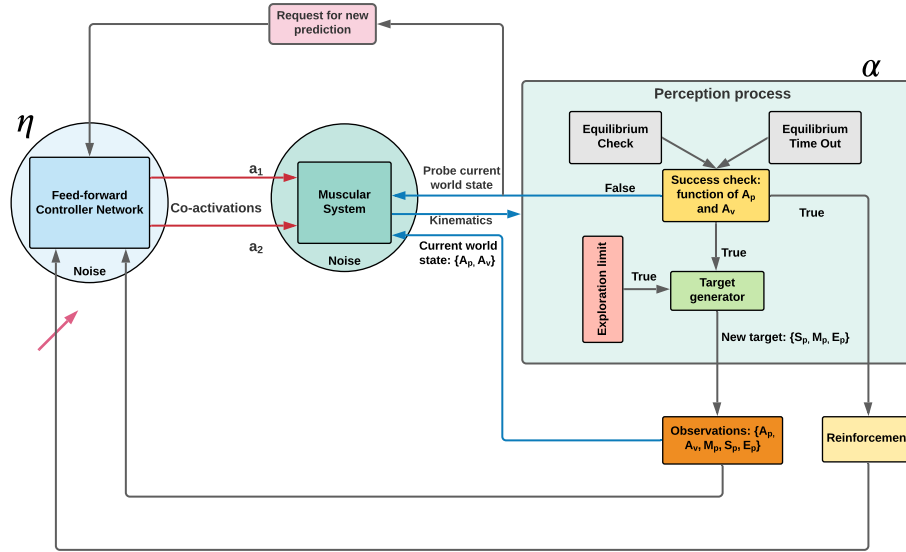 Request for new
prediction
α
Perception process
η
Equilibrium
Check
Equilibrium
Time Out
Feed-forward
Controller Network
Noise
a₁
Co-activations
a₂
Muscular
System
Noise
Probe current
world state
Kinematics
Current world
state: {Aₚ, Aᵥ}
False
Success check:
function of Aₚ
and Aᵥ
True
True
Exploration limit
True
Target
generator
New target: {Sₚ, Mₚ, Eₚ}
Observations: {Aₚ,
Aᵥ, Mₚ, Sₚ, Eₚ}
Reinforcement